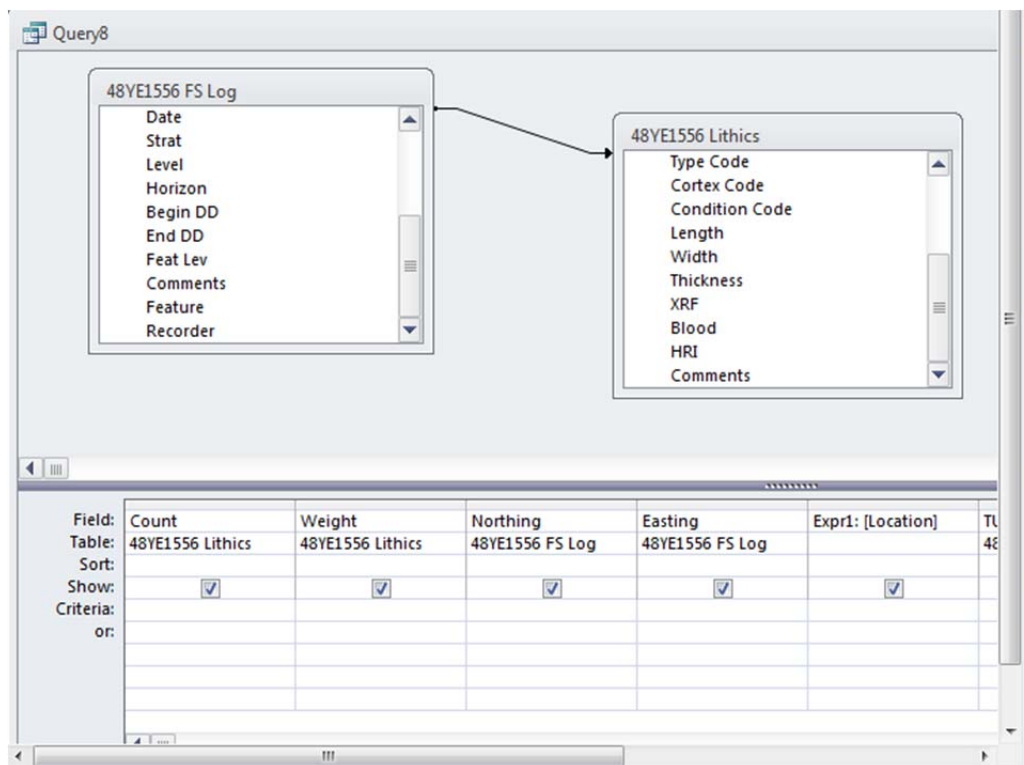 Query8
48YE1556 FS Log
Date
Strat
Level
Horizon
Begin DD
End DD
Feat Lev
Comments
Feature
Recorder
48YE1556 Lithics
Type Code
Cortex Code
Condition Code
Length
Width
Thickness
XRF
Blood
HRI
Comments
Field: Count Weight Northing Easting Expr1: [Location]
Table: 48YE1556 Lithics 48YE1556 Lithics 48YE1556 FS Log 48YE1556 FS Log 48
Sort:
Show:
Criteria:
or: